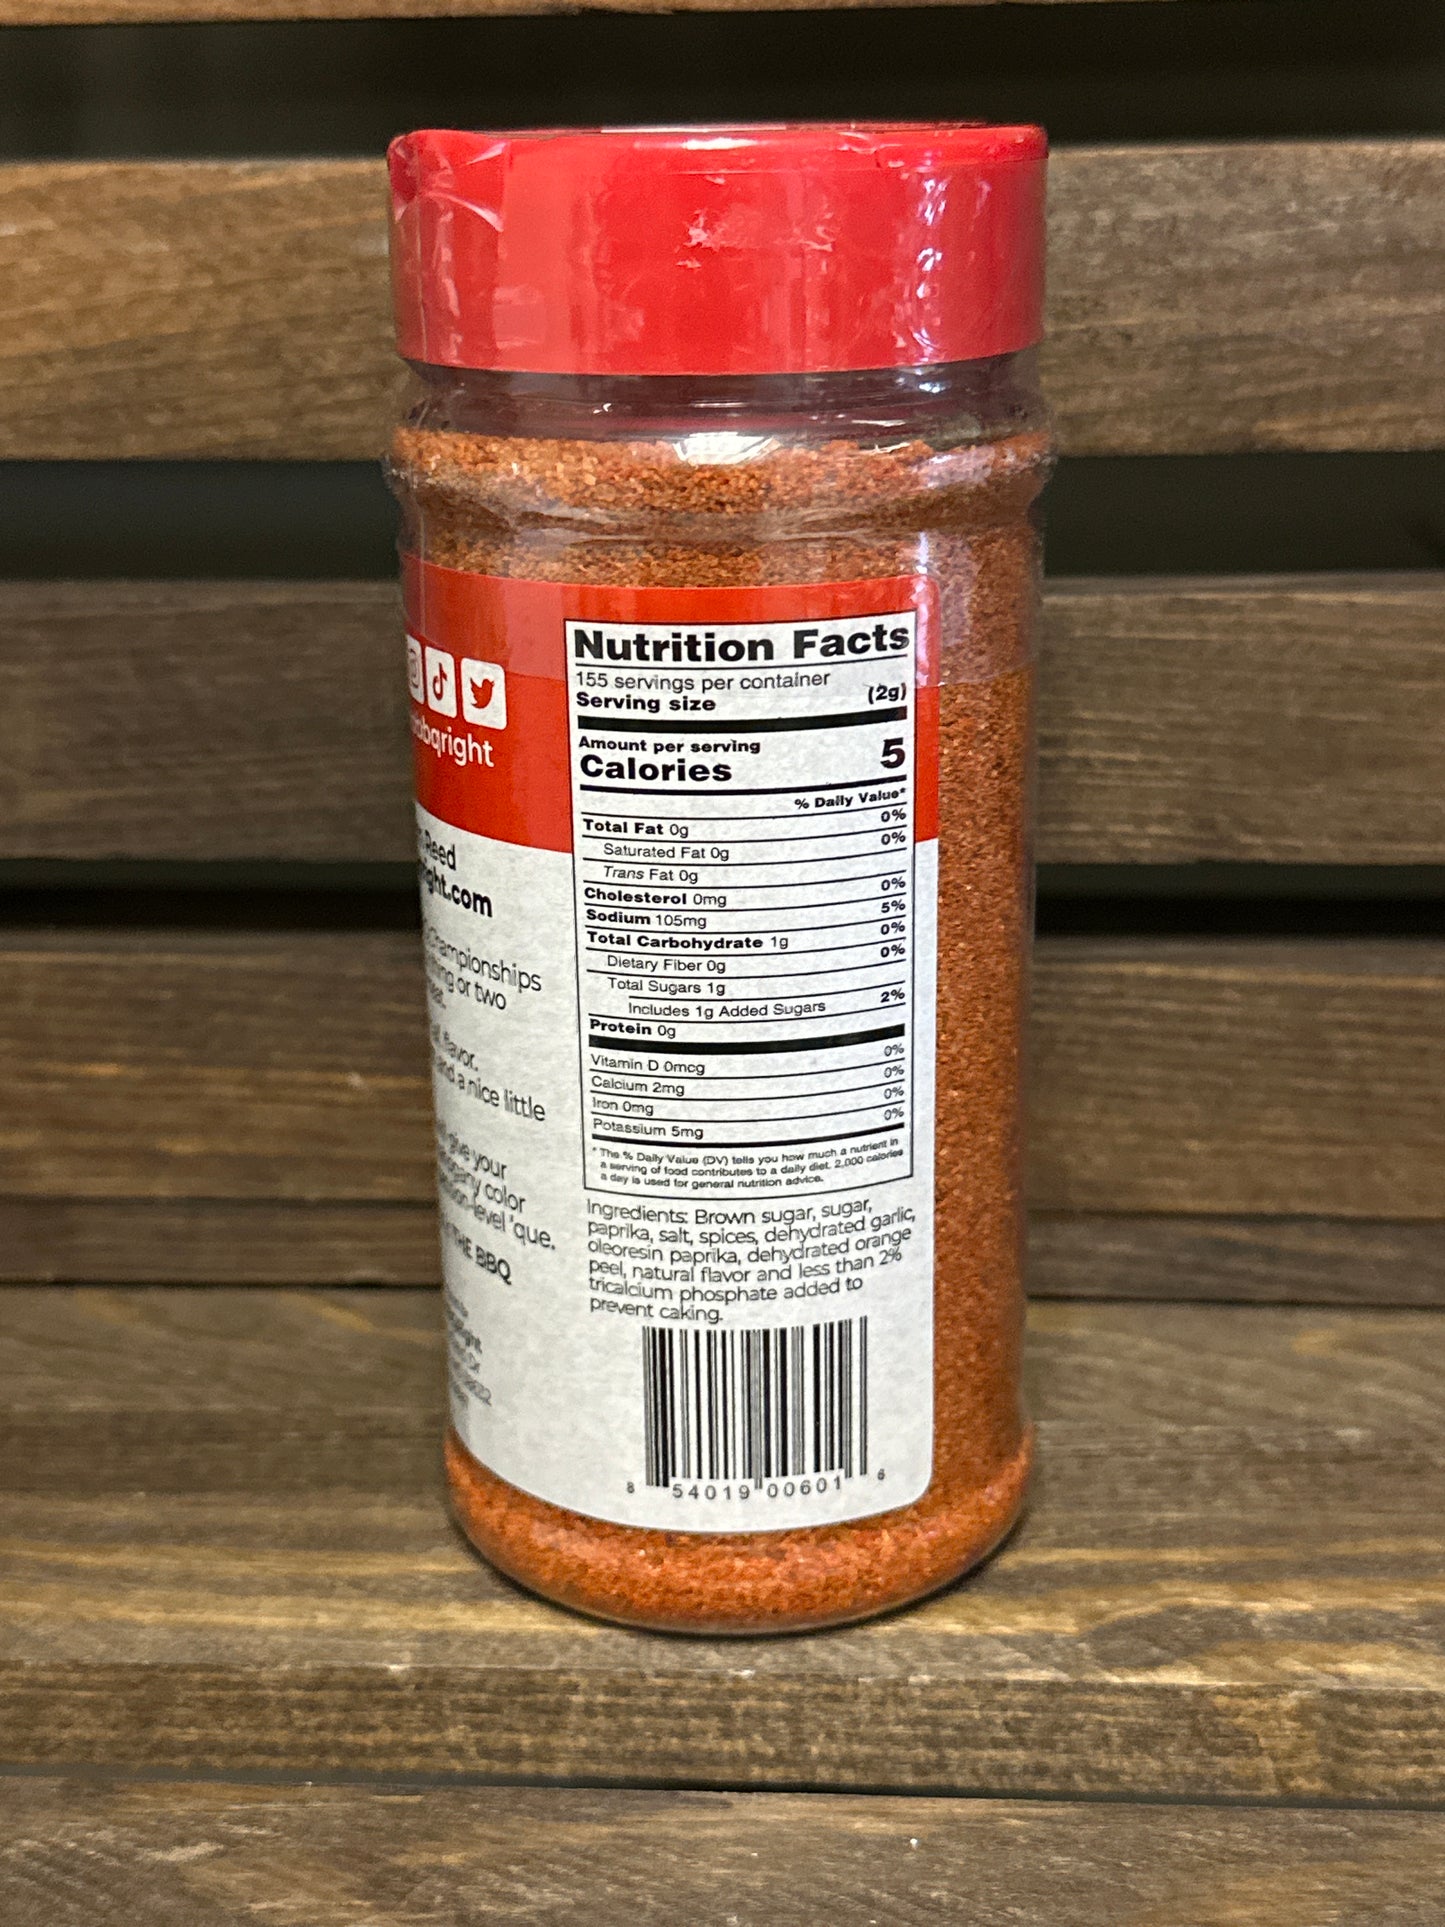 bqright
Reed
ght.com
Championships
thing or two
flavor.
and a nice little
give your
color
level 'que.
THE BBQ
Nutrition Facts
155 servings per container
Serving size (2g)
Amount per serving
Calories 5
% Daily Value*
Total Fat 0g 0%
Saturated Fat 0g 0%
Trans Fat 0g
Cholesterol 0mg 0%
Sodium 105mg 5%
Total Carbohydrate 1g 0%
Dietary Fiber 0g 0%
Total Sugars 1g
Includes 1g Added Sugars 2%
Protein 0g
Vitamin D 0mcg 0%
Calcium 2mg 0%
Iron 0mg 0%
Potassium 5mg 0%
* The % Daily Value (DV) tells you how much a nutrient in
a serving of food contributes to a daily diet. 2,000 calories
a day is used for general nutrition advice.
Ingredients: Brown sugar, sugar,
paprika, salt, spices, dehydrated garlic,
oleoresin paprika, dehydrated orange
peel, natural flavor and less than 2%
tricalcium phosphate added to
prevent caking.
8 54019 00601 6